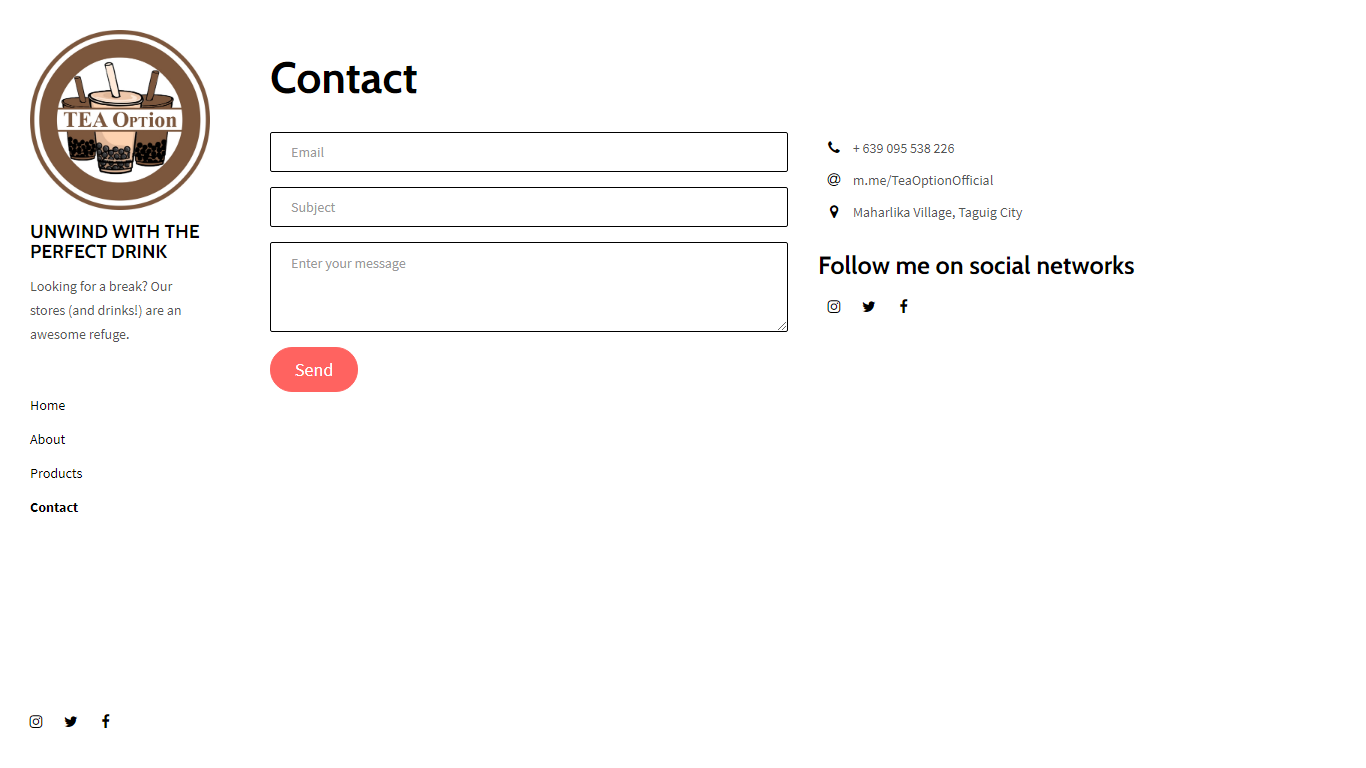 TEA Option
UNWIND WITH THE
PERFECT DRINK
Looking for a break? Our
stores (and drinks!) are an
awesome refuge.
Home
About
Products
Contact
Contact
Email
Subject
Enter your message
Send
+ 639 095 538 226
m.me/TeaOptionOfficial
Maharlika Village, Taguig City
Follow me on social networks